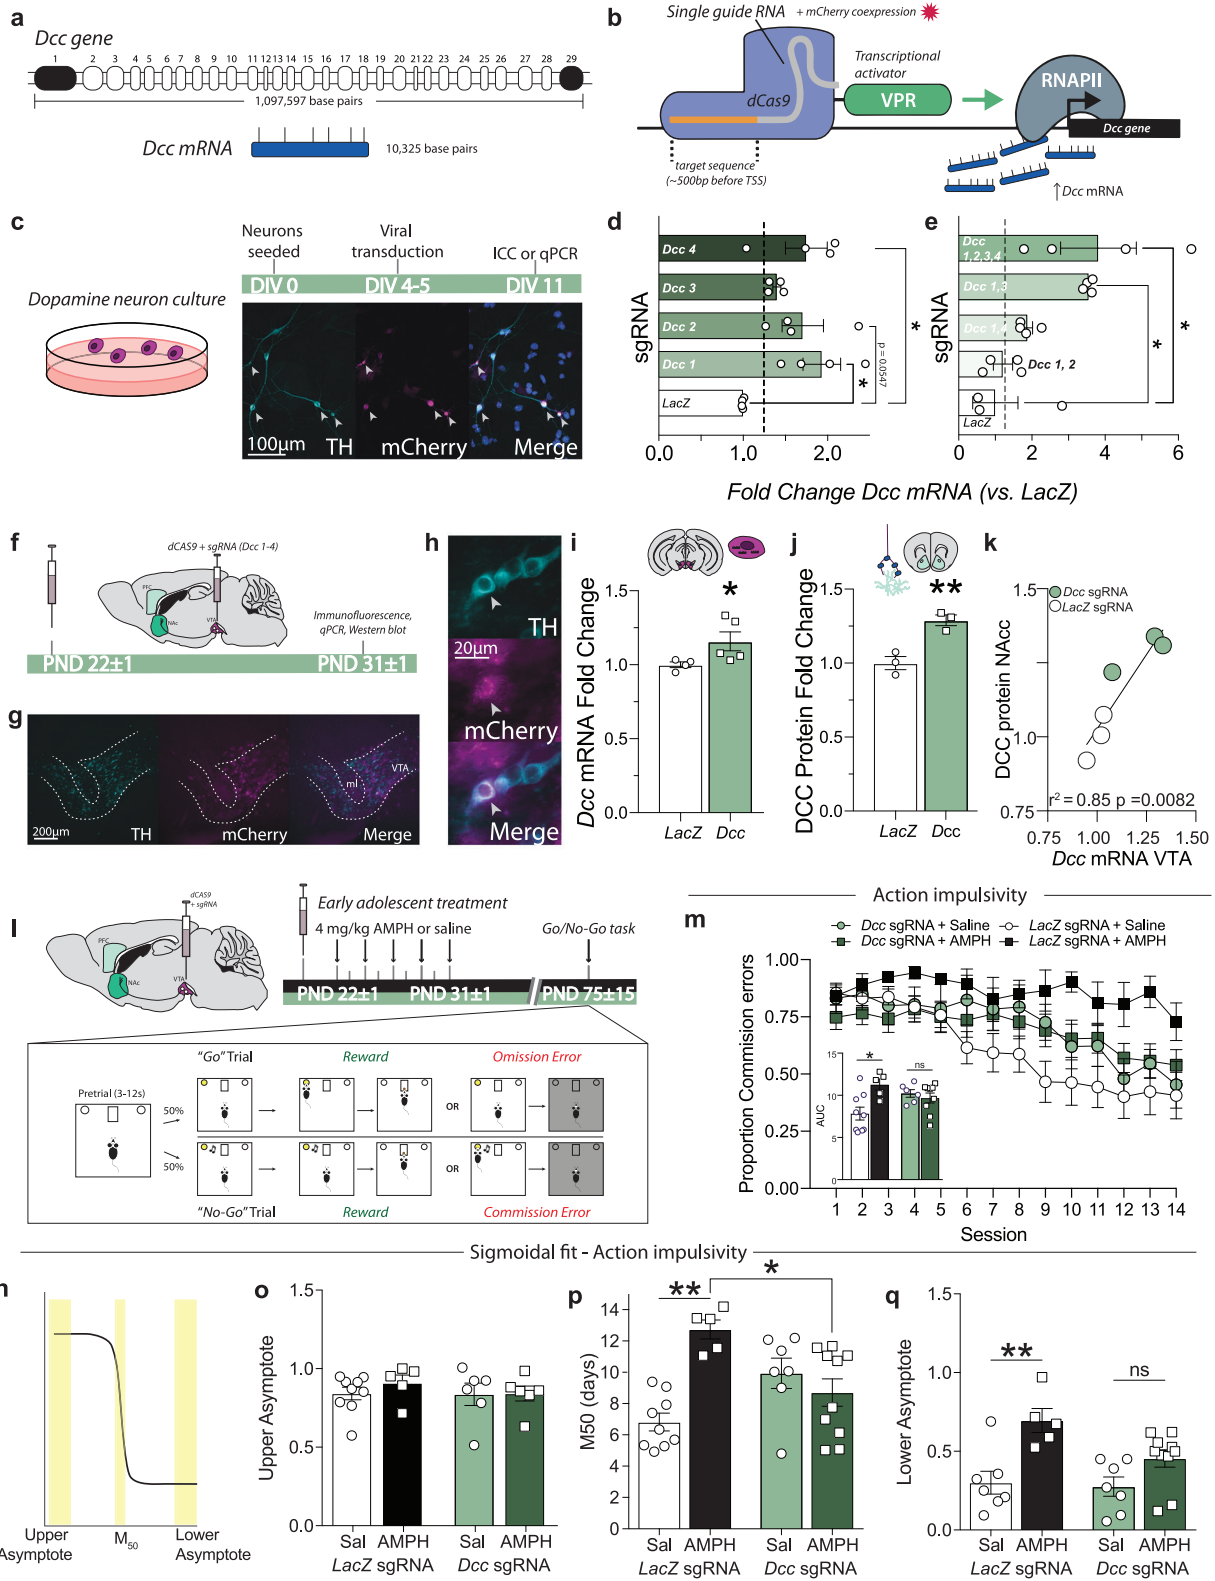 a
Dcc gene
1 2 3 4 5 6 7 8 9 10 11 12 13 14 15 16 17 18 19 20 21 22 23 24 25 26 27 28 29
1,097,597 base pairs
Dcc mRNA
10,325 base pairs
b
Single guide RNA + mCherry coexpression
Transcriptional
activator
dCas9
VPR
RNAPII
Dcc gene
target sequence
(~500bp before TSS)
↑Dcc mRNA
c
Neurons
seeded
Viral
transduction
ICC or qPCR
DIV 0 DIV 4-5 DIV 11
Dopamine neuron culture
100µm
TH mCherry Merge
d
sgRNA
Dcc 4
Dcc 3
Dcc 2
Dcc 1
LacZ
*
p = 0.0547
*
0.0 1.0 2.0
e
sgRNA
Dcc
1,2,3,4
Dcc 1,3
Dcc 1,4
Dcc 1, 2
LacZ
*
*
0 2 4 6
Fold Change Dcc mRNA (vs. LacZ)
f
dCAS9 + sgRNA (Dcc 1-4)
PFC
NAc
VTA
Immunofluorescence,
qPCR, Western blot
PND 22±1 PND 31±1
g
VTA
ml
200µm
TH mCherry Merge
h
TH
20µm
mCherry
Merge
i
Dcc mRNA Fold Change
1.5
1.0
0.5
0.0
*
LacZ Dcc
j
DCC Protein Fold Change
1.5
1.0
0.5
0.0
**
LacZ Dcc
k
DCC protein NAcc
1.25
1.0
0.75
Dcc sgRNA
LacZ sgRNA
r² = 0.85 p =0.0082
0.75 1.00 1.25 1.50
Dcc mRNA VTA
l
dCAS9
+ sgRNA
PFC
NAc
VTA
Early adolescent treatment
4 mg/kg AMPH or saline
Go/No-Go task
PND 22±1 PND 31±1 PND 75±15
"Go" Trial Reward Omission Error
Pretrial (3-12s)
50%
OR
50%
OR
"No-Go" Trial Reward Commission Error
Action impulsivity
m
Dcc sgRNA + Saline LacZ sgRNA + Saline
Dcc sgRNA + AMPH LacZ sgRNA + AMPH
Proportion Commision errors
1.00
0.75
0.50
0.25
0.00
AUC
15
10
5
0
*
ns
1 2 3 4 5 6 7 8 9 10 11 12 13 14
Session
Sigmoidal fit - Action impulsivity
n
Upper
Asymptote
M50
Lower
Asymptote
o
Upper Asymptote
1.5
1.0
0.5
0.0
Sal AMPH Sal AMPH
LacZ sgRNA Dcc sgRNA
p
M50 (days)
14
12
10
8
6
4
2
0
**
*
Sal AMPH Sal AMPH
LacZ sgRNA Dcc sgRNA
q
Lower Asymptote
1.5
1.0
0.5
0.0
**
ns
Sal AMPH Sal AMPH
LacZ sgRNA Dcc sgRNA